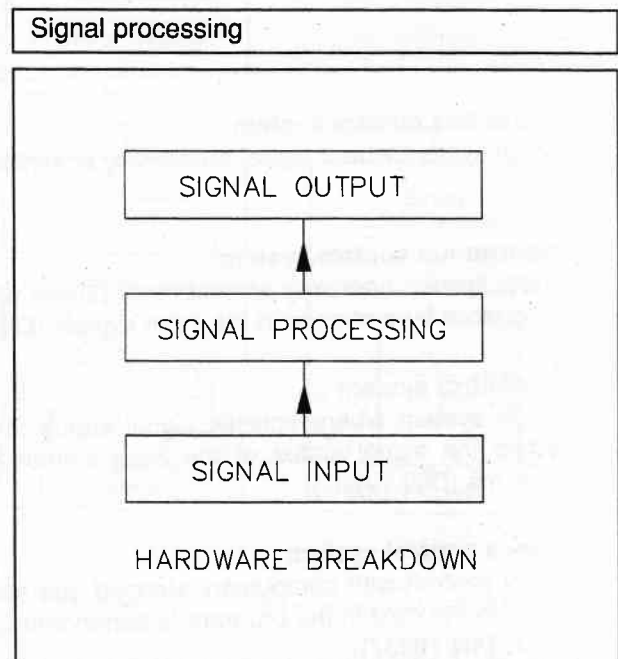 Signal processing
SIGNAL OUTPUT
SIGNAL PROCESSING
SIGNAL INPUT
HARDWARE BREAKDOWN